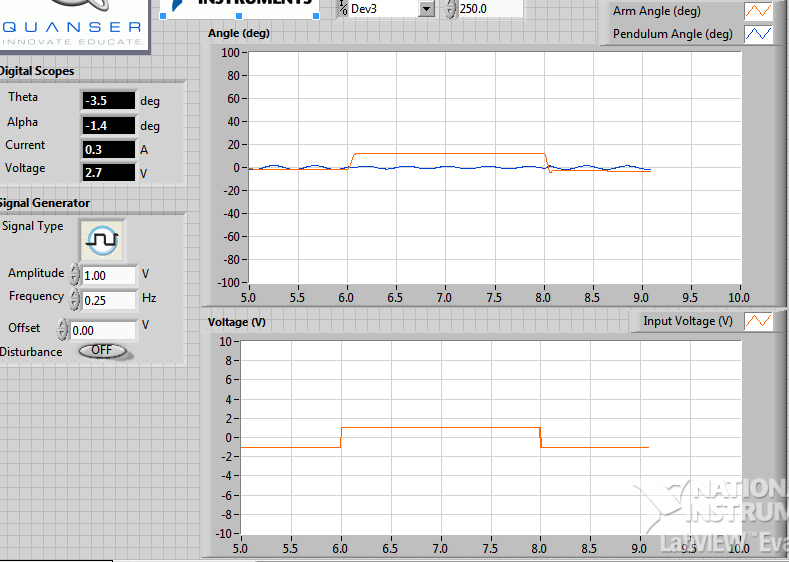 QUANSER
INNOVATE EDUCATE
INSTRUMENTS
Dev3
250.0
Arm Angle (deg)
Pendulum Angle (deg)
Digital Scopes
Theta -3.5 deg
Alpha -1.4 deg
Current 0.3 A
Voltage 2.7 V
Signal Generator
Signal Type
Amplitude 1.00 V
Frequency 0.25 Hz
Offset 0.00 V
Disturbance OFF
Angle (deg)
100
80
60
40
20
0
-20
-40
-60
-80
-100
5.0 5.5 6.0 6.5 7.0 7.5 8.0 8.5 9.0 9.5 10.0
Voltage (V)
Input Voltage (V)
10
8
6
4
2
0
-2
-4
-6
-8
-10
5.0 5.5 6.0 6.5 7.0 7.5 8.0 8.5 9.0 9.5 10.0
NATIONA
INSTRUM
LabVIEW™ Eva